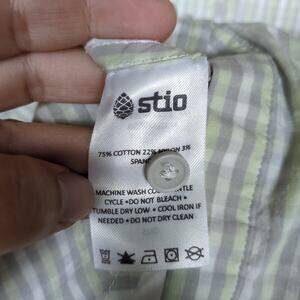 stio
75% COTTON 22% NYLON 3%
MACHINE WASH
CYCLE • DO NOT BLEACH •
TUMBLE DRY LOW • COOL IRON IF
NEEDED • DO NOT DRY CLEAN